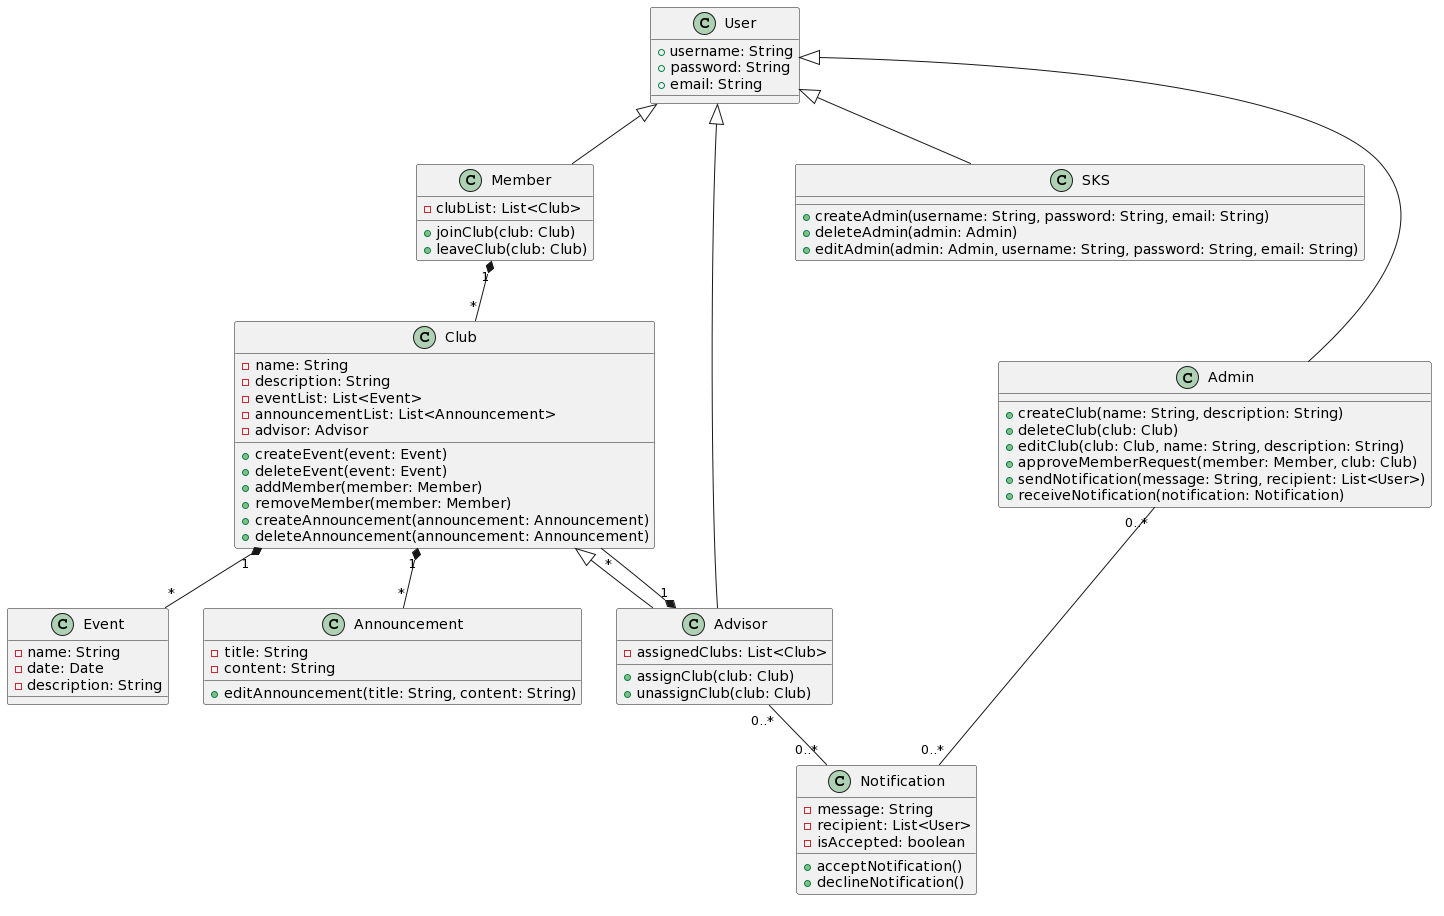 C User
username: String
password: String
email: String
C Member
clubList: List<Club>
joinClub(club: Club)
leaveClub(club: Club)
C SKS
createAdmin(username: String, password: String, email: String)
deleteAdmin(admin: Admin)
editAdmin(admin: Admin, username: String, password: String, email: String)
1
*
C Club
name: String
description: String
eventList: List<Event>
announcementList: List<Announcement>
advisor: Advisor
createEvent(event: Event)
deleteEvent(event: Event)
addMember(member: Member)
removeMember(member: Member)
createAnnouncement(announcement: Announcement)
deleteAnnouncement(announcement: Announcement)
C Admin
createClub(name: String, description: String)
deleteClub(club: Club)
editClub(club: Club, name: String, description: String)
approveMemberRequest(member: Member, club: Club)
sendNotification(message: String, recipient: List<User>)
receiveNotification(notification: Notification)
1
*
1
*
*
1
0..*
C Event
name: String
date: Date
description: String
C Announcement
title: String
content: String
editAnnouncement(title: String, content: String)
C Advisor
assignedClubs: List<Club>
assignClub(club: Club)
unassignClub(club: Club)
0..*
0..*
0..*
C Notification
message: String
recipient: List<User>
isAccepted: boolean
acceptNotification()
declineNotification()